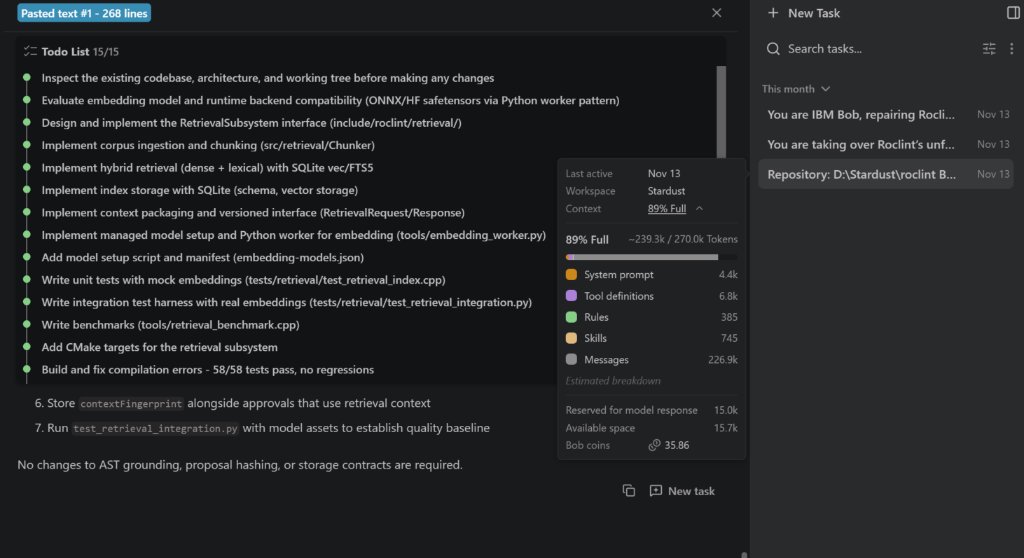 Pasted text #1 - 268 lines
Todo List 15/15
Inspect the existing codebase, architecture, and working tree before making any changes
Evaluate embedding model and runtime backend compatibility (ONNX/HF safetensors via Python worker pattern)
Design and implement the RetrievalSubsystem interface (include/roclint/retrieval/)
Implement corpus ingestion and chunking (src/retrieval/Chunker)
Implement hybrid retrieval (dense + lexical) with SQLite vec/FTS5
Implement index storage with SQLite (schema, vector storage)
Implement context packaging and versioned interface (RetrievalRequest/Response)
Implement managed model setup and Python worker for embedding (tools/embedding_worker.py)
Add model setup script and manifest (embedding-models.json)
Write unit tests with mock embeddings (tests/retrieval/test_retrieval_index.cpp)
Write integration test harness with real embeddings (tests/retrieval/test_retrieval_integration.py)
Write benchmarks (tools/retrieval_benchmark.cpp)
Add CMake targets for the retrieval subsystem
Build and fix compilation errors - 58/58 tests pass, no regressions
6. Store contextFingerprint alongside approvals that use retrieval context
7. Run test_retrieval_integration.py with model assets to establish quality baseline
No changes to AST grounding, proposal hashing, or storage contracts are required.
New task
Last active Nov 13
Workspace Stardust
Context 89% Full
89% Full ~239.3k / 270.0k Tokens
System prompt 4.4k
Tool definitions 6.8k
Rules 385
Skills 745
Messages 226.9k
Estimated breakdown
Reserved for model response 15.0k
Available space 15.7k
Bob coins 35.86
New Task
Search tasks...
This month
You are IBM Bob, repairing Rocli... Nov 13
You are taking over Roclint's unf... Nov 13
Repository: D:\Stardust\roclint B... Nov 13